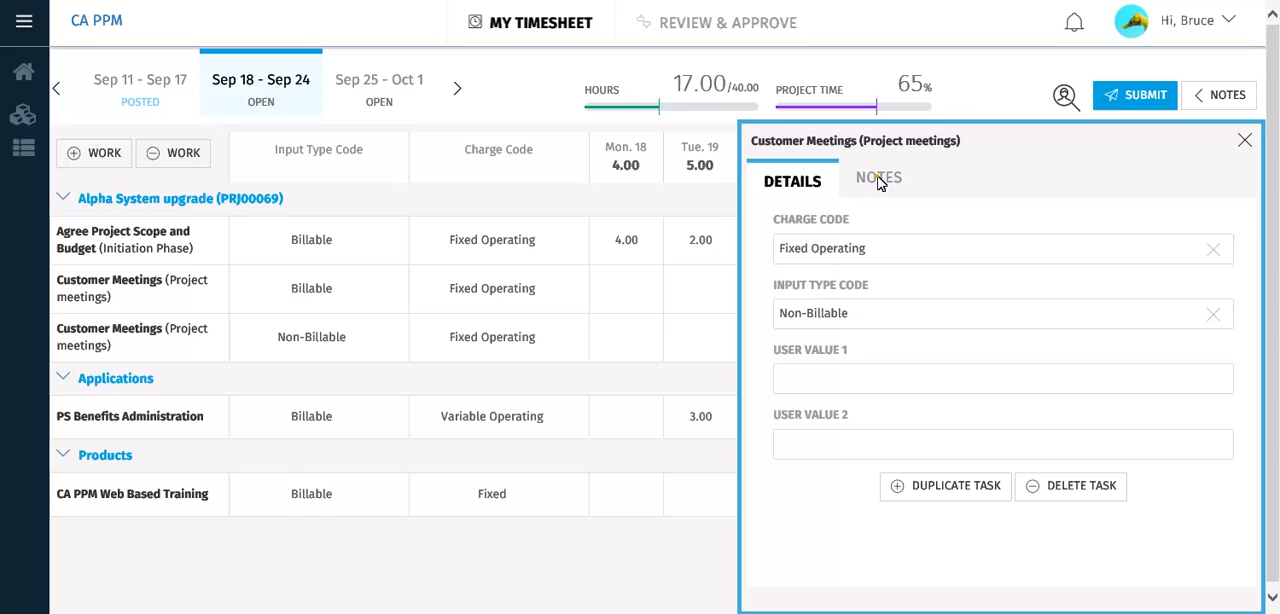 CA PPM
MY TIMESHEET
REVIEW & APPROVE
Hi, Bruce
Sep 11 - Sep 17
POSTED
Sep 18 - Sep 24
OPEN
Sep 25 - Oct 1
OPEN
HOURS
17.00/40.00
PROJECT TIME
65%
SUBMIT
NOTES
WORK
WORK
Input Type Code
Charge Code
Mon. 18
4.00
Tue. 19
5.00
Alpha System upgrade (PRJ00069)
Agree Project Scope and
Budget (Initiation Phase)
Billable
Fixed Operating
4.00
2.00
Customer Meetings (Project
meetings)
Billable
Fixed Operating
Customer Meetings (Project
meetings)
Non-Billable
Fixed Operating
Applications
PS Benefits Administration
Billable
Variable Operating
3.00
Products
CA PPM Web Based Training
Billable
Fixed
Customer Meetings (Project meetings)
DETAILS
NOTES
CHARGE CODE
Fixed Operating
INPUT TYPE CODE
Non-Billable
USER VALUE 1
USER VALUE 2
DUPLICATE TASK
DELETE TASK